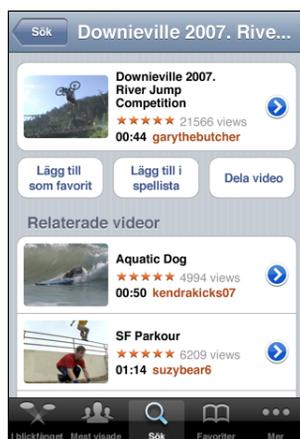 Sök
Downieville 2007. Rive...
Downieville 2007.
River Jump
Competition
21566 views
00:44 garythebutcher
Lägg till
som favorit
Lägg till i
spellista
Dela video
Relaterade videor
Aquatic Dog
4994 views
00:50 kendrakicks07
SF Parkour
6209 views
01:14 suzybear6
I blickfånget
Mest visade
Sök
Favoriter
Mer